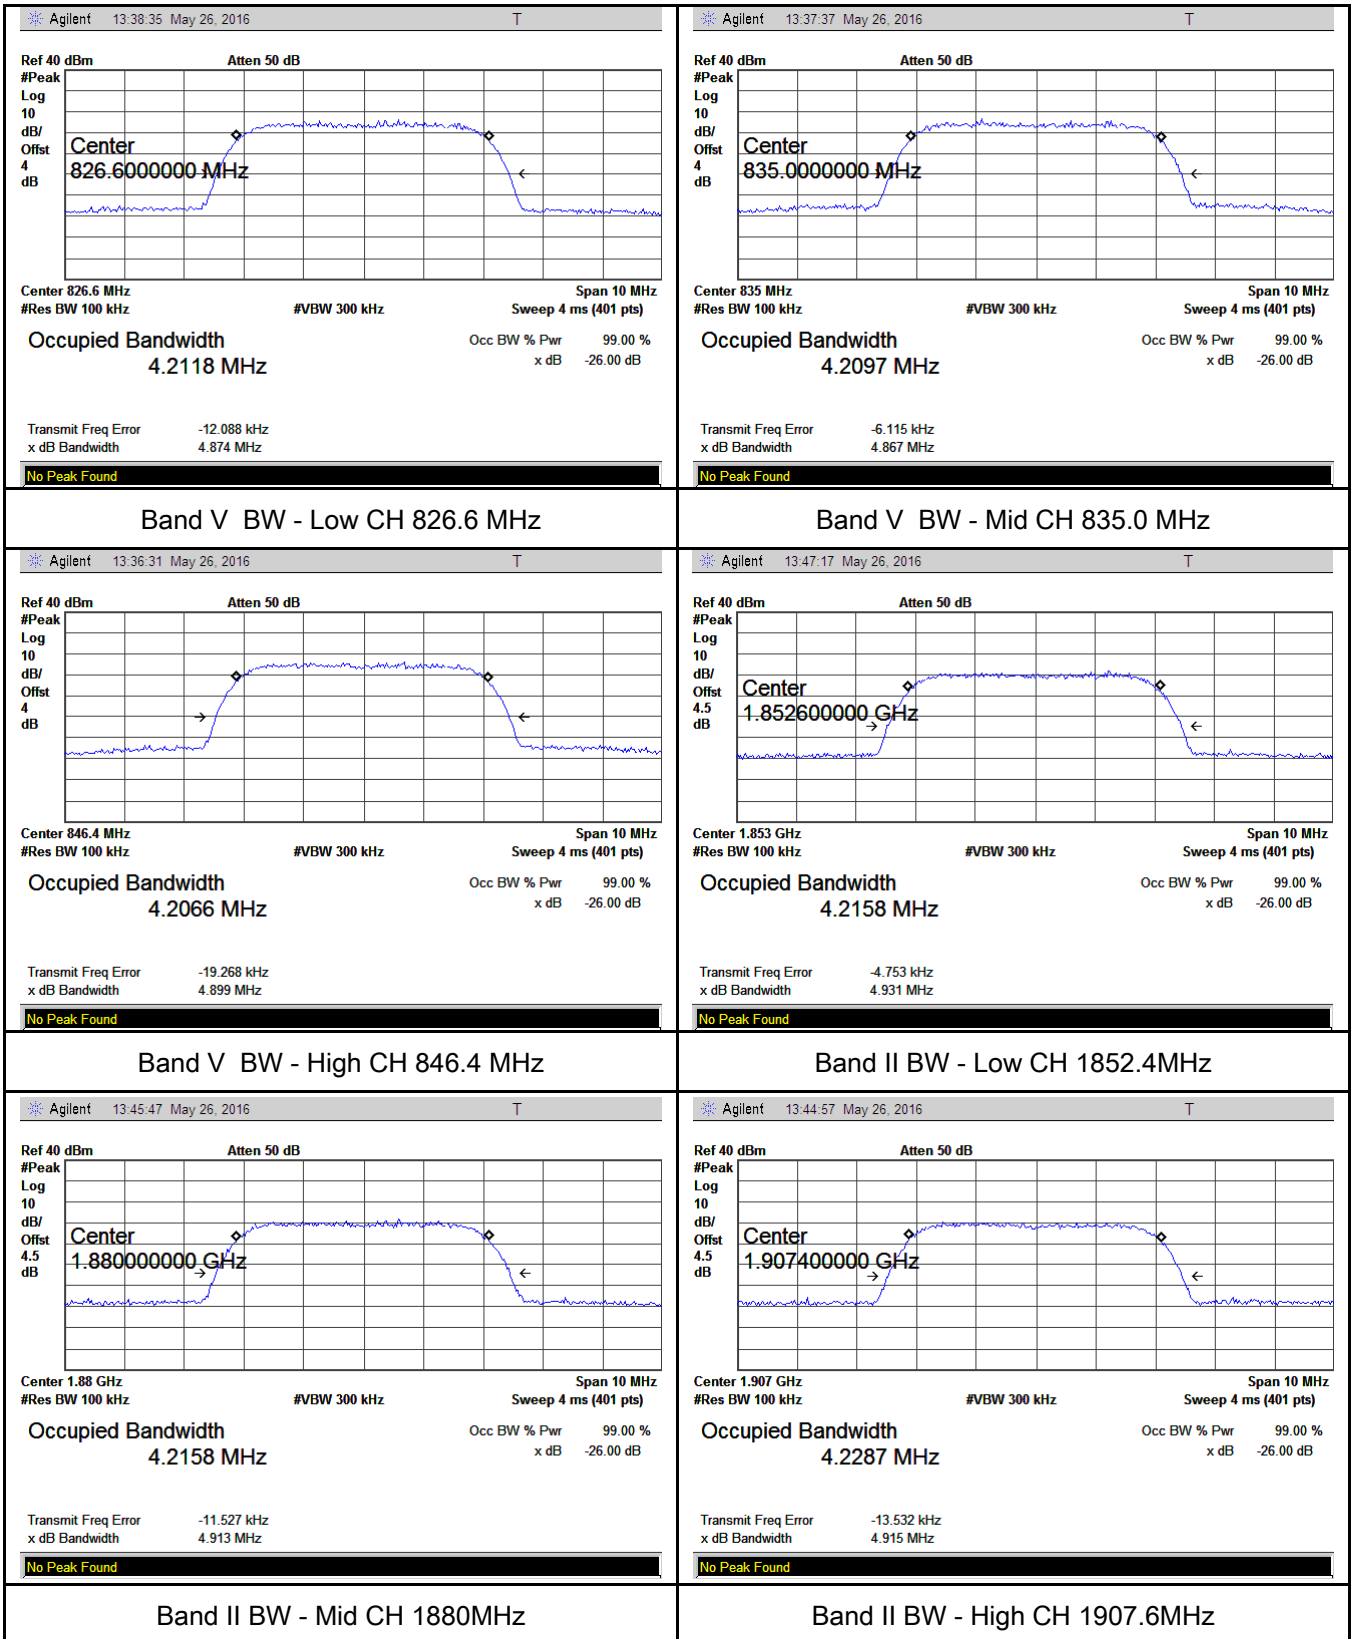 Agilent 13:38:35 May 26, 2016 T
Ref 40 dBm Atten 50 dB
#Peak
Log
10
dB/
Offst
4
dB
Center
826.6000000 MHz
Center 826.6 MHz Span 10 MHz
#Res BW 100 kHz #VBW 300 kHz Sweep 4 ms (401 pts)
Occupied Bandwidth Occ BW % Pwr 99.00 %
4.2118 MHz x dB -26.00 dB
Transmit Freq Error -12.088 kHz
x dB Bandwidth 4.874 MHz
No Peak Found
Band V BW - Low CH 826.6 MHz
Agilent 13:37:37 May 26, 2016 T
Ref 40 dBm Atten 50 dB
#Peak
Log
10
dB/
Offst
4
dB
Center
835.0000000 MHz
Center 835 MHz Span 10 MHz
#Res BW 100 kHz #VBW 300 kHz Sweep 4 ms (401 pts)
Occupied Bandwidth Occ BW % Pwr 99.00 %
4.2097 MHz x dB -26.00 dB
Transmit Freq Error -6.115 kHz
x dB Bandwidth 4.867 MHz
No Peak Found
Band V BW - Mid CH 835.0 MHz
Agilent 13:36:31 May 26, 2016 T
Ref 40 dBm Atten 50 dB
#Peak
Log
10
dB/
Offst
4
dB
Center 846.4 MHz Span 10 MHz
#Res BW 100 kHz #VBW 300 kHz Sweep 4 ms (401 pts)
Occupied Bandwidth Occ BW % Pwr 99.00 %
4.2066 MHz x dB -26.00 dB
Transmit Freq Error -19.268 kHz
x dB Bandwidth 4.899 MHz
No Peak Found
Band V BW - High CH 846.4 MHz
Agilent 13:47:17 May 26, 2016 T
Ref 40 dBm Atten 50 dB
#Peak
Log
10
dB/
Offst
4.5
dB
Center
1.852600000 GHz
Center 1.853 GHz Span 10 MHz
#Res BW 100 kHz #VBW 300 kHz Sweep 4 ms (401 pts)
Occupied Bandwidth Occ BW % Pwr 99.00 %
4.2158 MHz x dB -26.00 dB
Transmit Freq Error -4.753 kHz
x dB Bandwidth 4.931 MHz
No Peak Found
Band II BW - Low CH 1852.4MHz
Agilent 13:45:47 May 26, 2016 T
Ref 40 dBm Atten 50 dB
#Peak
Log
10
dB/
Offst
4.5
dB
Center
1.880000000 GHz
Center 1.88 GHz Span 10 MHz
#Res BW 100 kHz #VBW 300 kHz Sweep 4 ms (401 pts)
Occupied Bandwidth Occ BW % Pwr 99.00 %
4.2158 MHz x dB -26.00 dB
Transmit Freq Error -11.527 kHz
x dB Bandwidth 4.913 MHz
No Peak Found
Band II BW - Mid CH 1880MHz
Agilent 13:44:57 May 26, 2016 T
Ref 40 dBm Atten 50 dB
#Peak
Log
10
dB/
Offst
4.5
dB
Center
1.907400000 GHz
Center 1.907 GHz Span 10 MHz
#Res BW 100 kHz #VBW 300 kHz Sweep 4 ms (401 pts)
Occupied Bandwidth Occ BW % Pwr 99.00 %
4.2287 MHz x dB -26.00 dB
Transmit Freq Error -13.532 kHz
x dB Bandwidth 4.915 MHz
No Peak Found
Band II BW - High CH 1907.6MHz